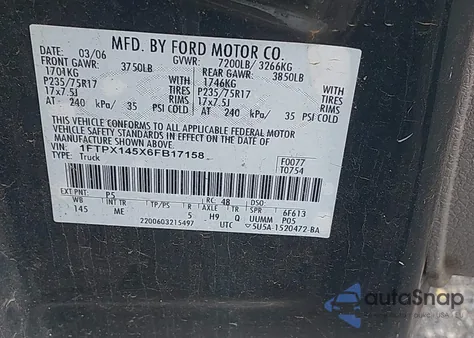 MFD. BY FORD MOTOR CO.
DATE: 03/06 GVWR: 7200LB/ 3266KG
FRONT GAWR: 3750LB REAR GAWR: 3850LB
1701KG 1746KG
P235/75R17 TIRES P235/75R17 TIRES
17x7.5J RIMS 17x7.5J RIMS
AT 240 kPa/ 35 PSI COLD AT 240 kPa/ 35 PSI COLD
THIS VEHICLE CONFORMS TO ALL APPLICABLE FEDERAL MOTOR
VEHICLE SAFETY STANDARDS IN EFFECT ON THE DATE OF
MANUFACTURE SHOWN ABOVE.
VIN: 1FTPX145X6FB17158
TYPE: Truck
F0077
T0754
EXT PNT: P5 RC: 48 DSO:
WB TP/PS R AXLE TR SPR 6F613
145 ME 5 H9 Q UUMM P05
2200603215497 UTC 5U5A-1520472-BA
autoSnap